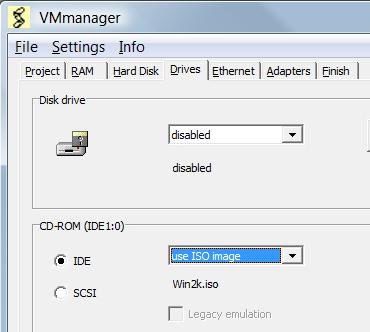 VMmanager
File Settings Info
Project RAM Hard Disk Drives Ethernet Adapters Finish
Disk drive
disabled
disabled
CD-ROM (IDE1:0)
IDE
use ISO image
SCSI
Win2k.iso
Legacy emulation